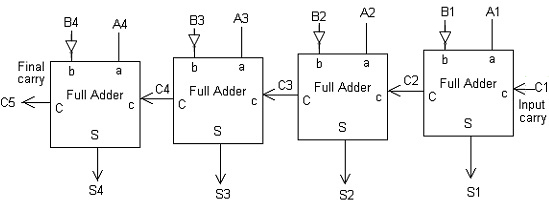 B4 A4 B3 A3 B2 A2 B1 A1
Final carry
b a b a b a b a
Full Adder Full Adder Full Adder Full Adder
C5 C c C4 C c C3 C c C2 C c C1
Input carry
S S S S
S4 S3 S2 S1